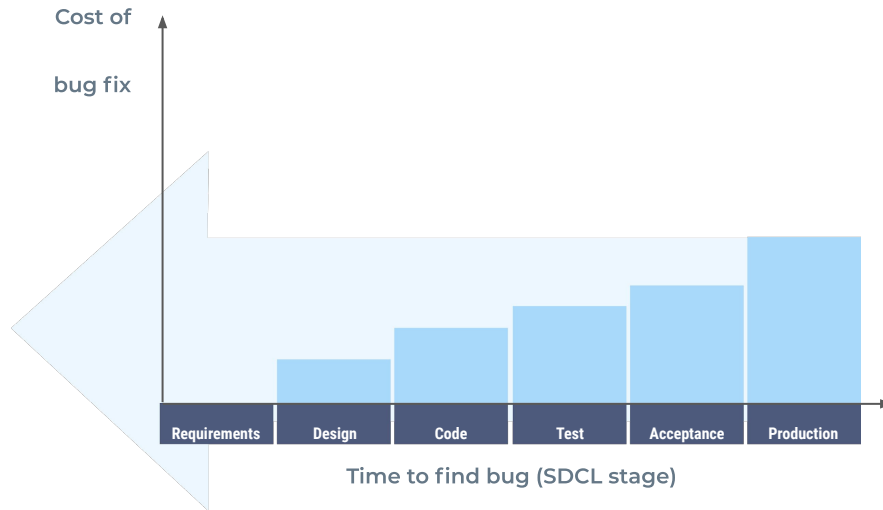 Cost of
bug fix
Requirements Design Code Test Acceptance Production
Time to find bug (SDCL stage)